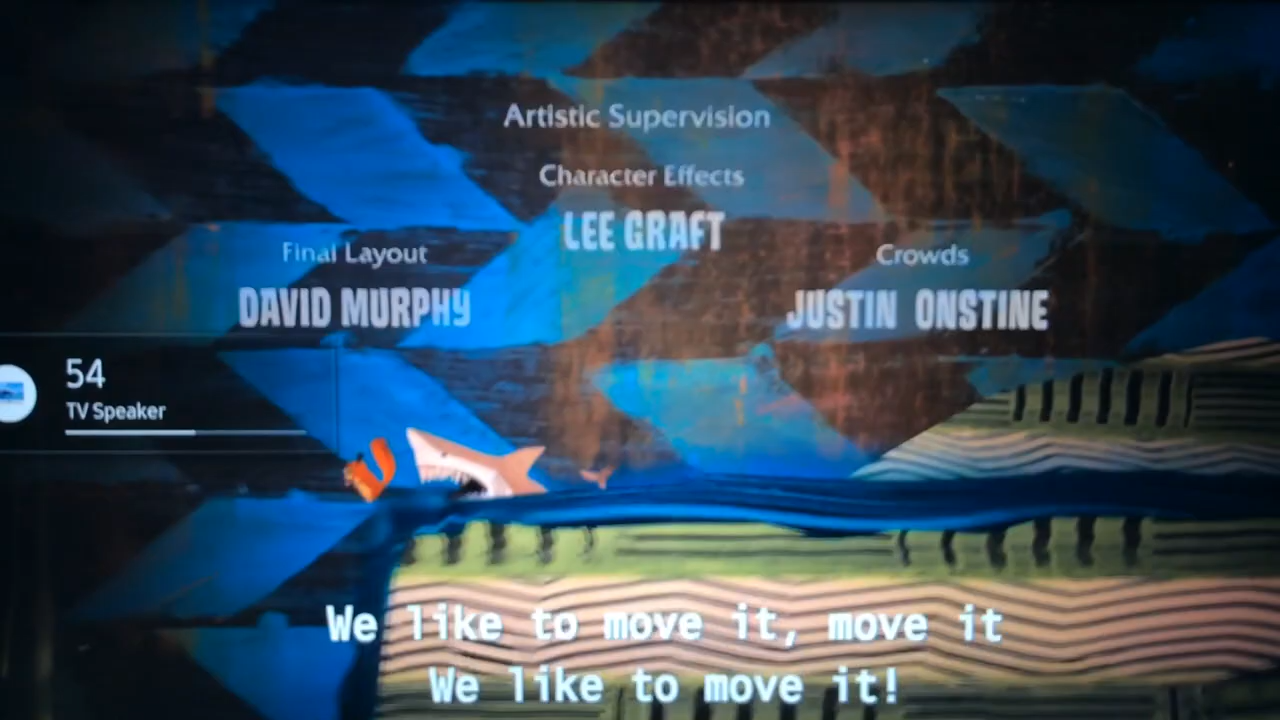 Artistic Supervision
Character Effects
LEE GRAFT
Final Layout
DAVID MURPHY
Crowds
JUSTIN ONSTINE
54
TV Speaker
We like to move it, move it
We like to move it!